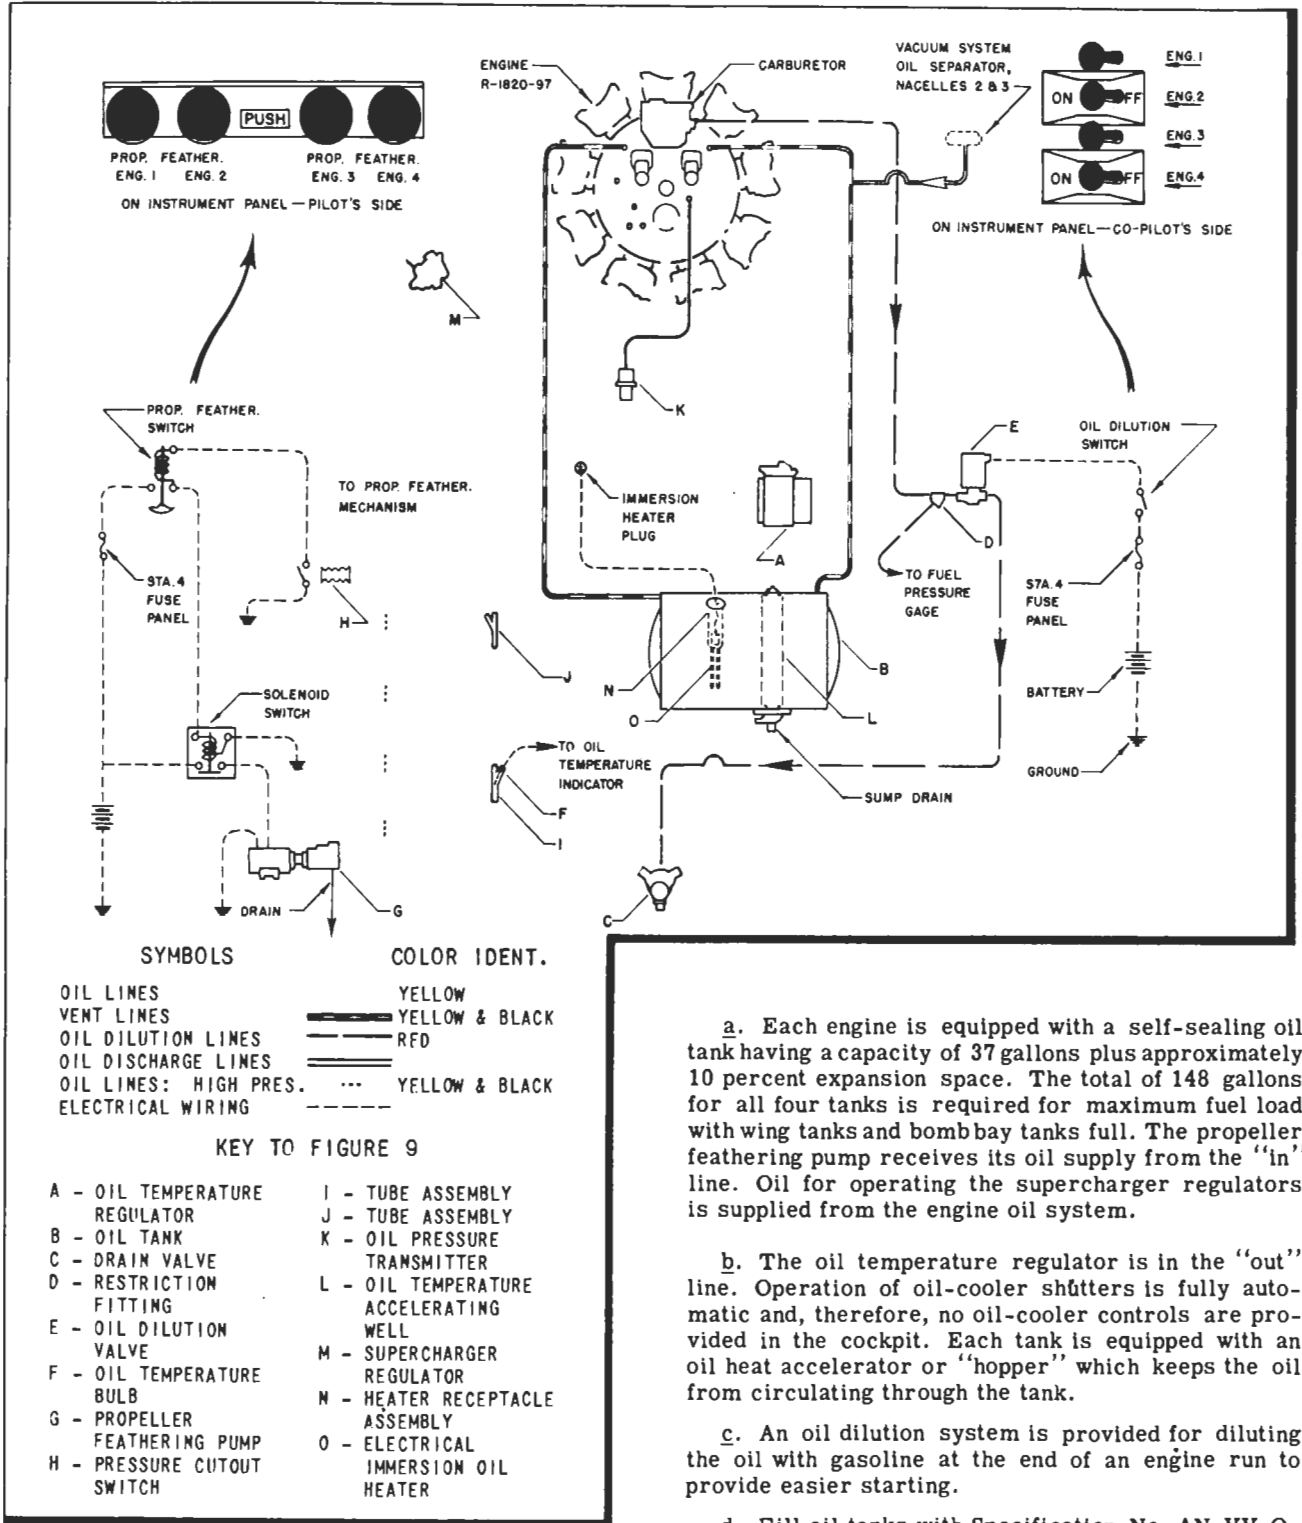 ENGINE
R-1820-97
CARBURETOR
VACUUM SYSTEM
OIL SEPARATOR,
NACELLES 2 & 3
ENG.1
ON OFF
ENG.2
ENG.3
ON OFF
ENG.4
ON INSTRUMENT PANEL—CO-PILOT'S SIDE
PUSH
PROP. FEATHER.
ENG. 1 ENG. 2
PROP. FEATHER.
ENG. 3 ENG. 4
ON INSTRUMENT PANEL—PILOT'S SIDE
M
K
PROP. FEATHER.
SWITCH
TO PROP. FEATHER.
MECHANISM
STA. 4
FUSE
PANEL
H
SOLENOID
SWITCH
DRAIN
G
J
TO OIL
TEMPERATURE
INDICATOR
F
I
IMMERSION
HEATER
PLUG
A
N
O
B
L
SUMP DRAIN
C
E
D
TO FUEL
PRESSURE
GAGE
OIL DILUTION
SWITCH
STA. 4
FUSE
PANEL
BATTERY
GROUND
SYMBOLS COLOR IDENT.
OIL LINES YELLOW
VENT LINES YELLOW & BLACK
OIL DILUTION LINES RED
OIL DISCHARGE LINES
OIL LINES: HIGH PRES. ... YELLOW & BLACK
ELECTRICAL WIRING
KEY TO FIGURE 9
A - OIL TEMPERATURE
REGULATOR
B - OIL TANK
C - DRAIN VALVE
D - RESTRICTION
FITTING
E - OIL DILUTION
VALVE
F - OIL TEMPERATURE
BULB
G - PROPELLER
FEATHERING PUMP
H - PRESSURE CUTOUT
SWITCH
I - TUBE ASSEMBLY
J - TUBE ASSEMBLY
K - OIL PRESSURE
TRANSMITTER
L - OIL TEMPERATURE
ACCELERATING
WELL
M - SUPERCHARGER
REGULATOR
N - HEATER RECEPTACLE
ASSEMBLY
O - ELECTRICAL
IMMERSION OIL
HEATER
a. Each engine is equipped with a self-sealing oil
tank having a capacity of 37 gallons plus approximately
10 percent expansion space. The total of 148 gallons
for all four tanks is required for maximum fuel load
with wing tanks and bomb bay tanks full. The propeller
feathering pump receives its oil supply from the "in"
line. Oil for operating the supercharger regulators
is supplied from the engine oil system.
b. The oil temperature regulator is in the "out"
line. Operation of oil-cooler shutters is fully auto-
matic and, therefore, no oil-cooler controls are pro-
vided in the cockpit. Each tank is equipped with an
oil heat accelerator or "hopper" which keeps the oil
from circulating through the tank.
c. An oil dilution system is provided for diluting
the oil with gasoline at the end of an engine run to
provide easier starting.
d. Fill oil tanks with Specification No. AN-VV-O-